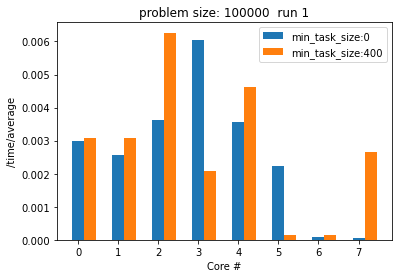 problem size: 100000  run 1
min_task_size:0
min_task_size:400
0.006
0.005
0.004
0.003
0.002
0.001
0.000
/time/average
0 1 2 3 4 5 6 7
Core #